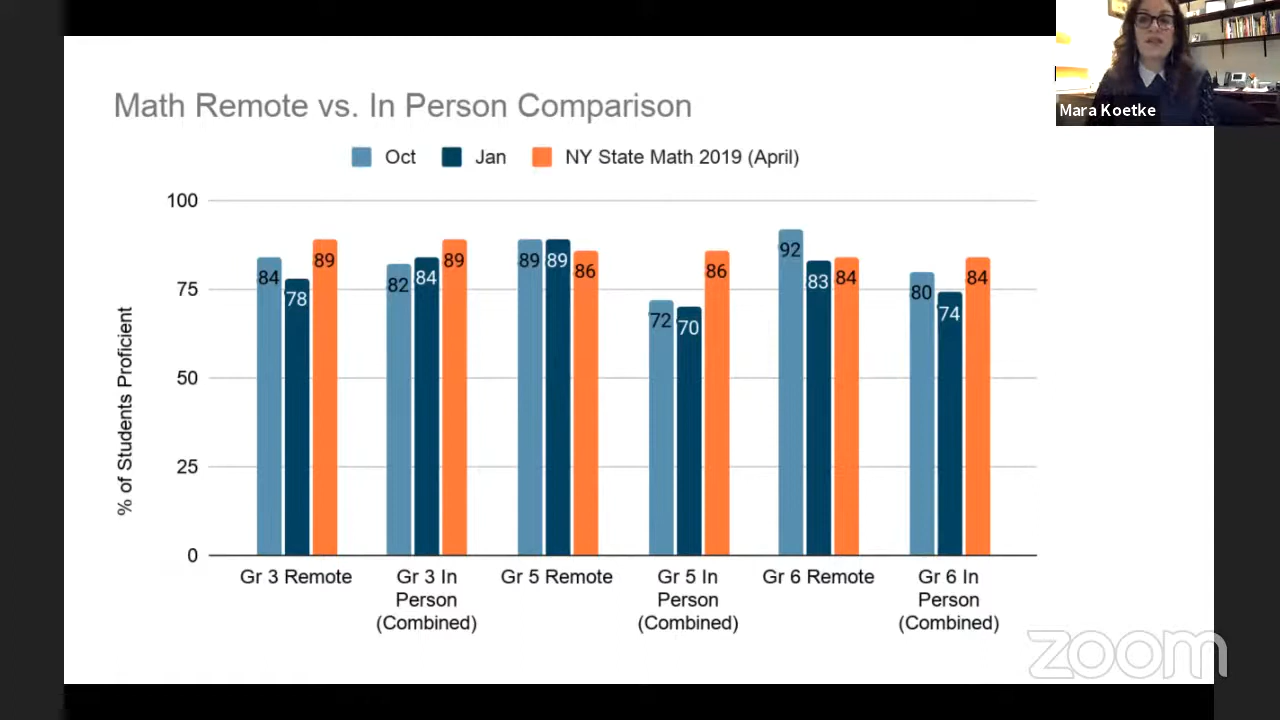 Mara Koetke
Math Remote vs. In Person Comparison
Oct Jan NY State Math 2019 (April)
100
75
50
25
0
% of Students Proficient
84 78 89
82 84 89
89 89 86
72 70 86
92 83 84
80 74 84
Gr 3 Remote
Gr 3 In
Person
(Combined)
Gr 5 Remote
Gr 5 In
Person
(Combined)
Gr 6 Remote
Gr 6 In
Person
(Combined)
zoom